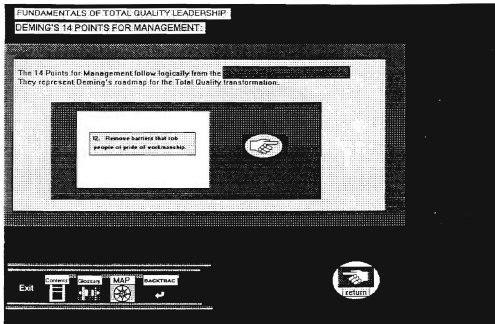 FUNDAMENTALS OF TOTAL QUALITY LEADERSHIP
DEMING'S 14 POINTS FOR MANAGEMENT:
The 14 Points for Management follow logically from the
They represent Deming's roadmap for the Total Quality transformation.
12. Remove barriers that rob
people of pride of workmanship.
Exit
Contents
Glossary
MAP
BACKTRAC
return